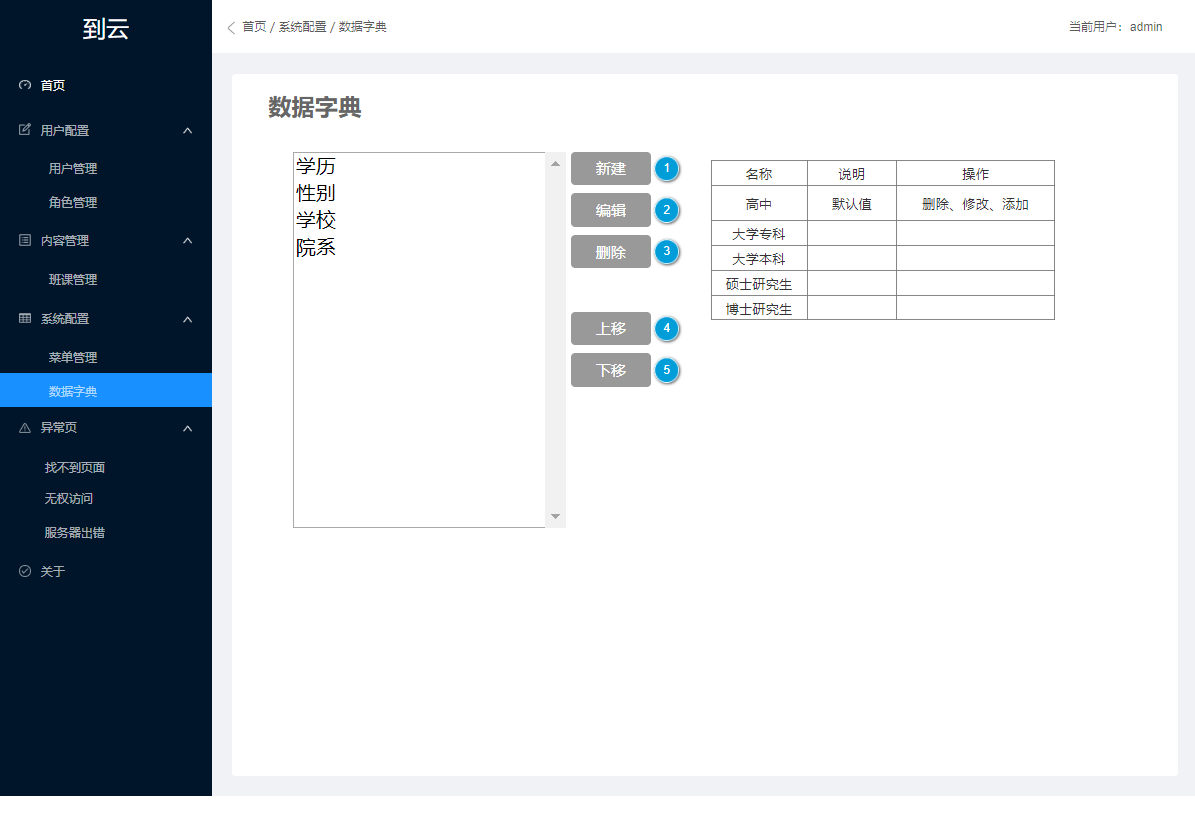 到云
首页
用户配置
用户管理
角色管理
内容管理
班课管理
系统配置
菜单管理
数据字典
异常页
找不到页面
无权访问
服务器出错
关于
首页 / 系统配置 / 数据字典
当前用户： admin
数据字典
学历
性别
学校
院系
新建 1
编辑 2
删除 3
上移 4
下移 5
名称 说明 操作
高中 默认值 删除、修改、添加
大学专科
大学本科
硕士研究生
博士研究生